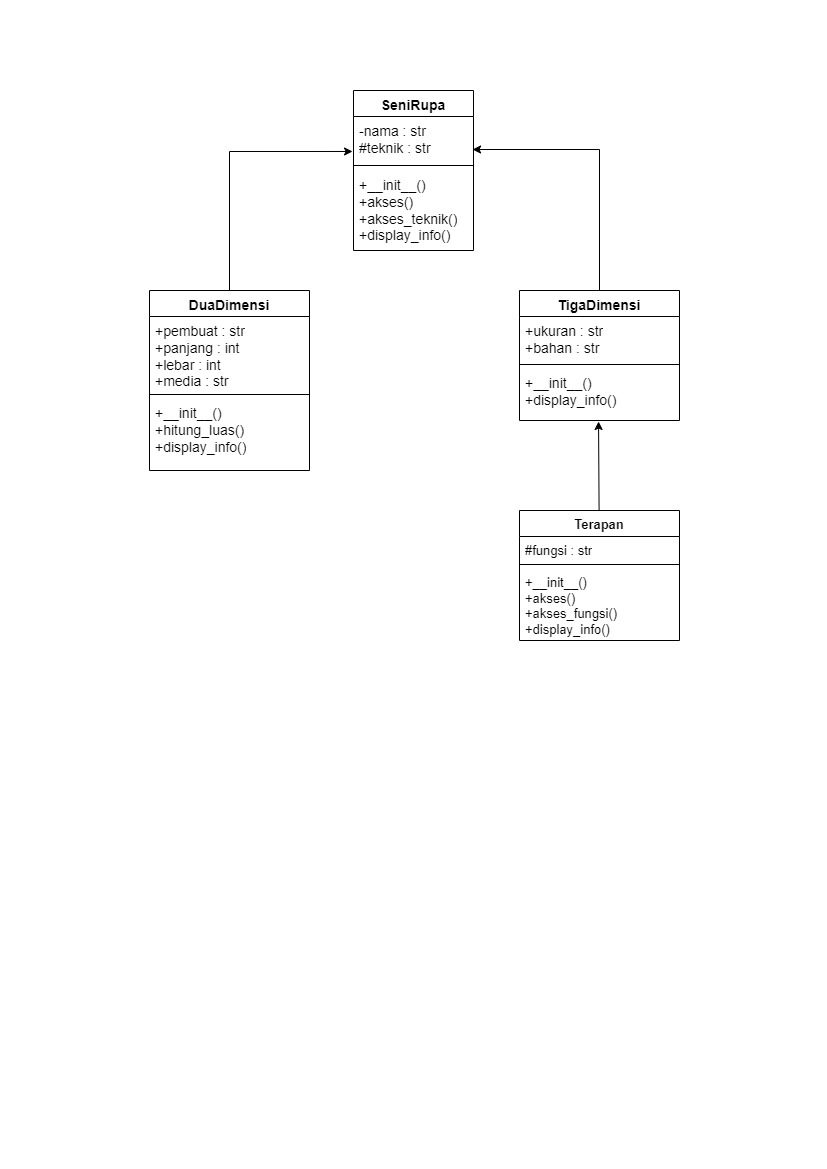 SeniRupa
-nama : str
#teknik : str
+__init__()
+akses()
+akses_teknik()
+display_info()
DuaDimensi
+pembuat : str
+panjang : int
+lebar : int
+media : str
+__init__()
+hitung_luas()
+display_info()
TigaDimensi
+ukuran : str
+bahan : str
+__init__()
+display_info()
Terapan
#fungsi : str
+__init__()
+akses()
+akses_fungsi()
+display_info()